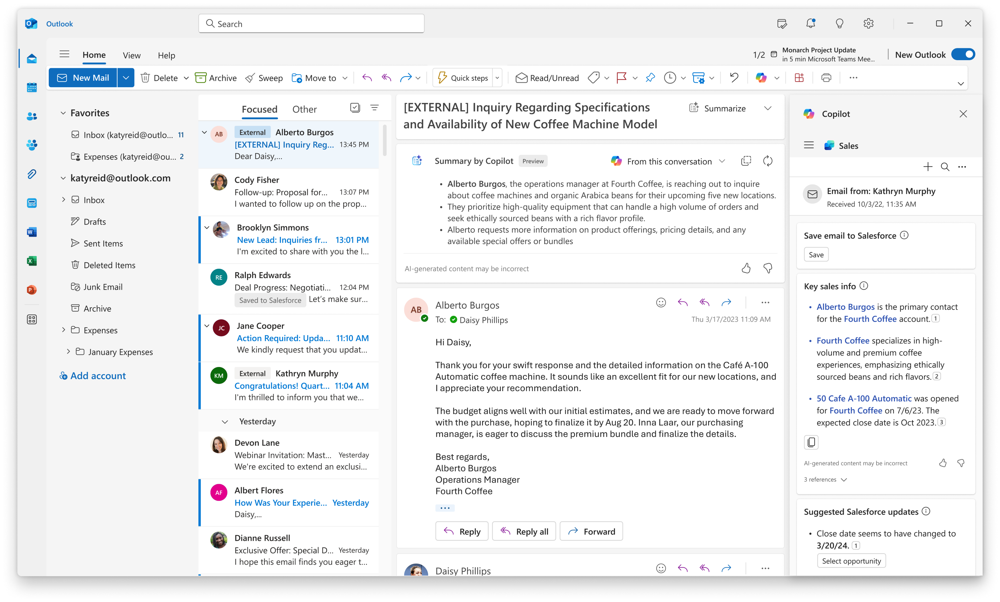 Outlook
Search
Home
View
Help
1/2
Monarch Project Update
in 5 min Microsoft Teams Mee...
New Outlook
New Mail
Delete
Archive
Sweep
Move to
Quick steps
Read/Unread
Favorites
Inbox (katyreid@outlo... 11
Expenses (katyreid@ou... 2
katyreid@outlook.com
Inbox
Drafts
Sent Items
Deleted Items
Junk Email
Archive
Expenses
January Expenses
Add account
Focused
Other
AB
External Alberto Burgos
[EXTERNAL] Inquiry Reg... 13:45 PM
Dear Daisy,...
Cody Fisher
Follow-up: Proposal for... 13:07 PM
I wanted to follow up on the prop...
Brooklyn Simmons
New Lead: Inquiries fr... 13:01 PM
I'm excited to share with you the l...
RE
Ralph Edwards
Deal Progress: Negotiati... 12:04 PM
Saved to Salesforce Let's make sur...
JC
Jane Cooper
Action Required: Upda... 11:10 AM
We kindly request that you updat...
KM
External Kathryn Murphy
Congratulations! Quart... 11:04 AM
I'm thrilled to inform you that we...
Yesterday
Devon Lane
Webinar Invitation: Mast... Yesterday
We're excited to extend an exclusi...
AF
Albert Flores
How Was Your Experie... Yesterday
Daisy,...
Dianne Russell
Exclusive Offer: Special D... Yesterday
I hope this email finds you eager t...
[EXTERNAL] Inquiry Regarding Specifications
and Availability of New Coffee Machine Model
Summarize
Summary by Copilot Preview
From this conversation
• Alberto Burgos, the operations manager at Fourth Coffee, is reaching out to inquire
about coffee machines and organic Arabica beans for their upcoming five new locations.
• They prioritize high-quality equipment that can handle a high volume of orders and
seek ethically sourced beans with a rich flavor profile.
• Alberto requests more information on product offerings, pricing details, and any
available special offers or bundles
AI-generated content may be incorrect
AB
Alberto Burgos
To: Daisy Phillips
Thu 3/17/2023 11:09 AM
Hi Daisy,
Thank you for your swift response and the detailed information on the Café A-100
Automatic coffee machine. It sounds like an excellent fit for our new locations, and
I appreciate your recommendation.
The budget aligns well with our initial estimates, and we are ready to move forward
with the purchase, hoping to finalize it by Aug 20. Inna Laar, our purchasing
manager, is eager to discuss the premium bundle and finalize the details.
Best regards,
Alberto Burgos
Operations Manager
Fourth Coffee
Reply
Reply all
Forward
Daisy Phillips
Copilot
Sales
Email from: Kathryn Murphy
Received 10/3/22, 11:35 AM
Save email to Salesforce
Save
Key sales info
• Alberto Burgos is the primary contact
for the Fourth Coffee account. 1
• Fourth Coffee specializes in high-
volume and premium coffee
experiences, emphasizing ethically
sourced beans and rich flavors. 2
• 50 Cafe A-100 Automatic was opened
for Fourth Coffee on 7/6/23. The
expected close date is Oct 2023. 3
AI-generated content may be incorrect
3 references
Suggested Salesforce updates
• Close date seems to have changed to
3/20/24. 1
Select opportunity